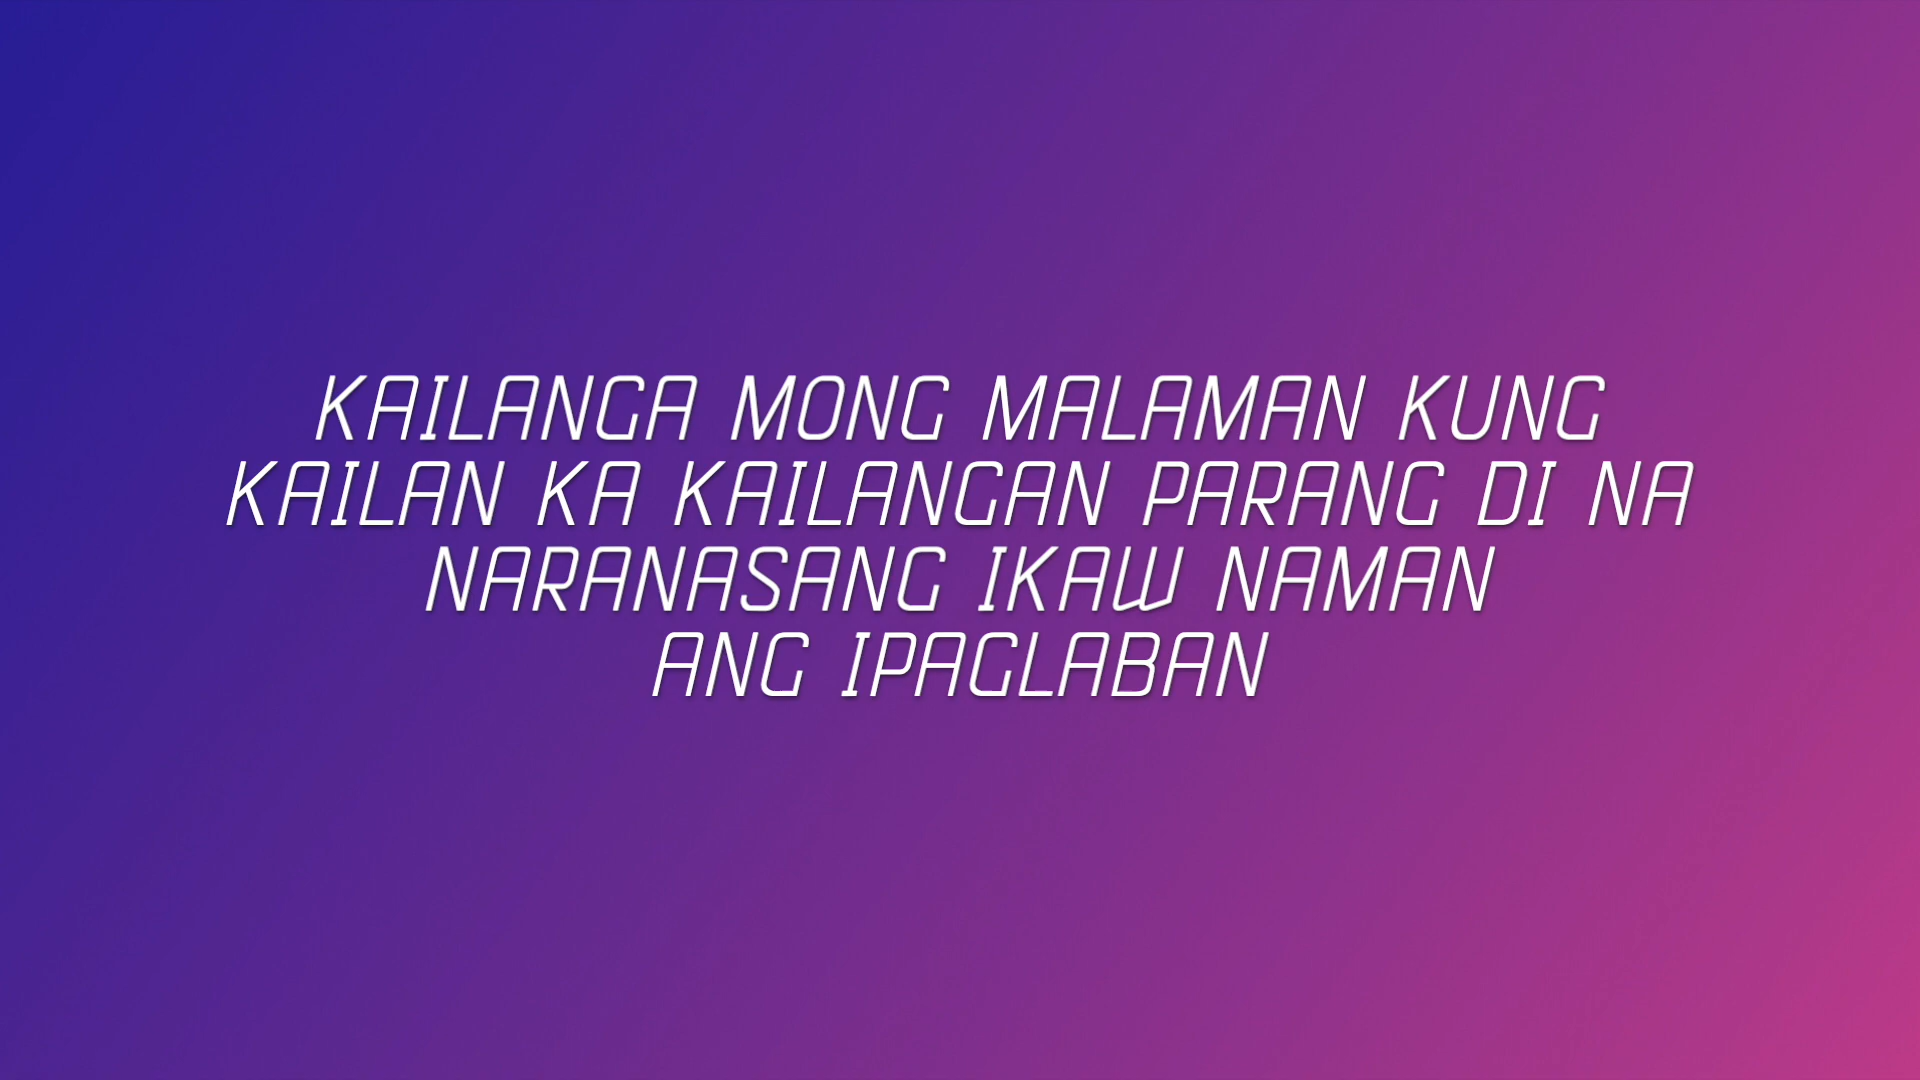 KAILANGA MONG MALAMAN KUNG
KAILAN KA KAILANGAN PARANG DI NA
NARANASANG IKAW NAMAN
ANG IPAGLABAN